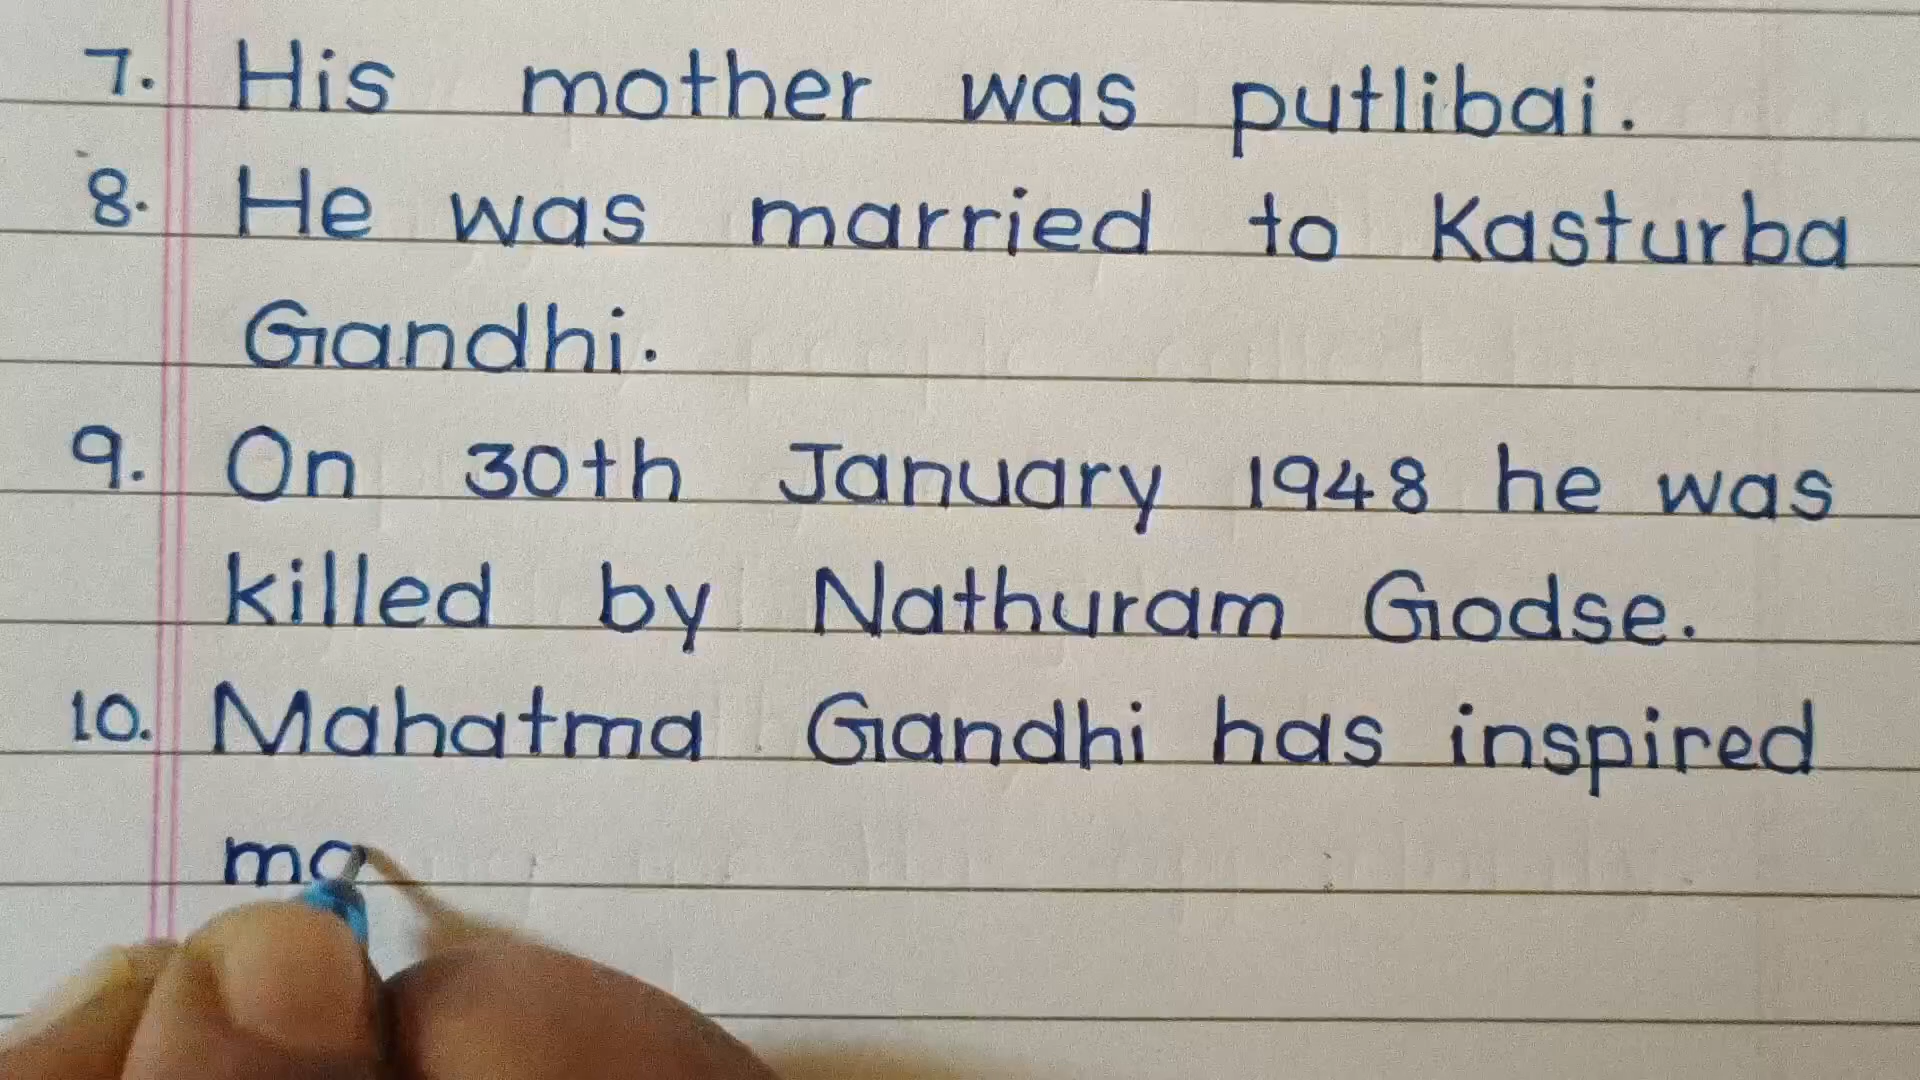 7. His mother was putlibai.
8. He was married to Kasturba
Gandhi.
9. On 30th January 1948 he was
killed by Nathuram Godse.
10. Mahatma Gandhi has inspired